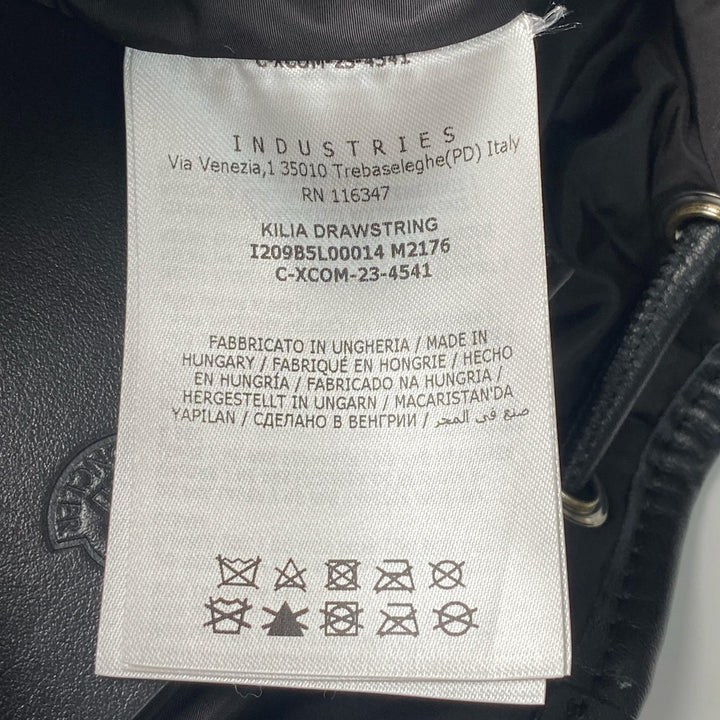 C-XCOM-23-4541
INDUSTRIES
Via Venezia,1 35010 Trebaseleghe(PD) Italy
RN 116347
KILIA DRAWSTRING
I209B5L00014 M2176
C-XCOM-23-4541
FABBRICATO IN UNGHERIA / MADE IN
HUNGARY / FABRIQUÉ EN HONGRIE / HECHO
EN HUNGRÍA / FABRICADO NA HUNGRIA /
HERGESTELLT IN UNGARN / MACARISTAN'DA
YAPILAN / СДЕЛАНО В ВЕНГРИИ / صنع في المجر